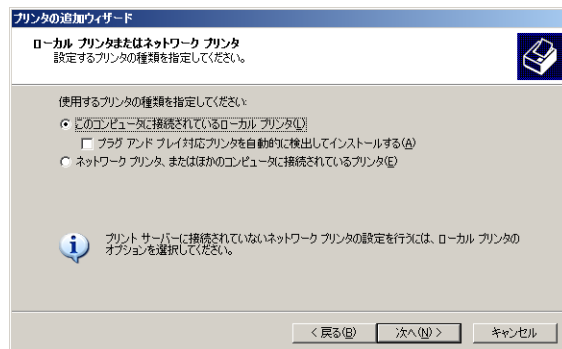 プリンタの追加ウィザード
ローカル プリンタまたはネットワーク プリンタ
設定するプリンタの種類を指定してください。
使用するプリンタの種類を指定してください:
このコンピュータに接続されているローカル プリンタ(L)
プラグ アンド プレイ対応プリンタを自動的に検出してインストールする(A)
ネットワーク プリンタ、またはほかのコンピュータに接続されているプリンタ(E)
プリント サーバーに接続されていないネットワーク プリンタの設定を行うには、ローカル プリンタの
オプションを選択してください。
< 戻る(B)
次へ(N) >
キャンセル